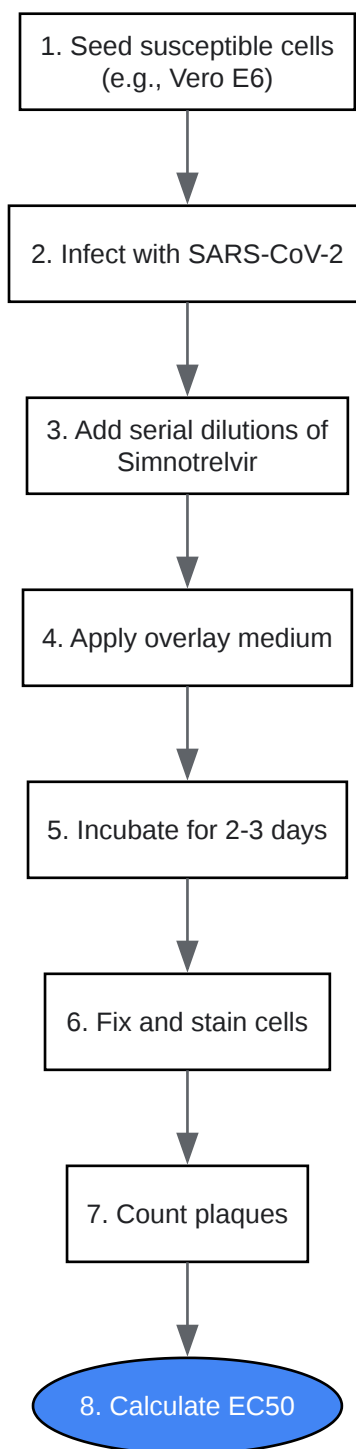 1. Seed susceptible cells
(e.g., Vero E6)
2. Infect with SARS-CoV-2
3. Add serial dilutions of
Simnotrelvir
4. Apply overlay medium
5. Incubate for 2-3 days
6. Fix and stain cells
7. Count plaques
8. Calculate EC50